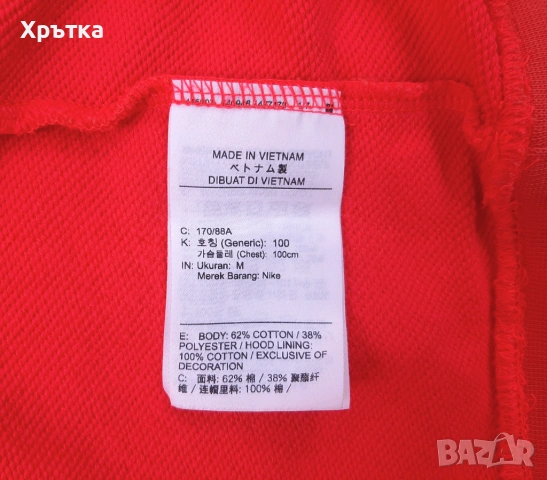 Хрътка
MADE IN VIETNAM
ベトナム製
DIBUAT DI VIETNAM
C: 170/88A
K: 호칭 (Generic): 100
가슴둘레 (Chest): 100cm
IN: Ukuran: M
Merek Barang: Nike
E: BODY: 62% COTTON / 38%
POLYESTER / HOOD LINING:
100% COTTON / EXCLUSIVE OF
DECORATION
C: 面料: 62% 棉 / 38% 聚酯纤
维 / 连帽里料: 100% 棉 /
BAZAR
bg